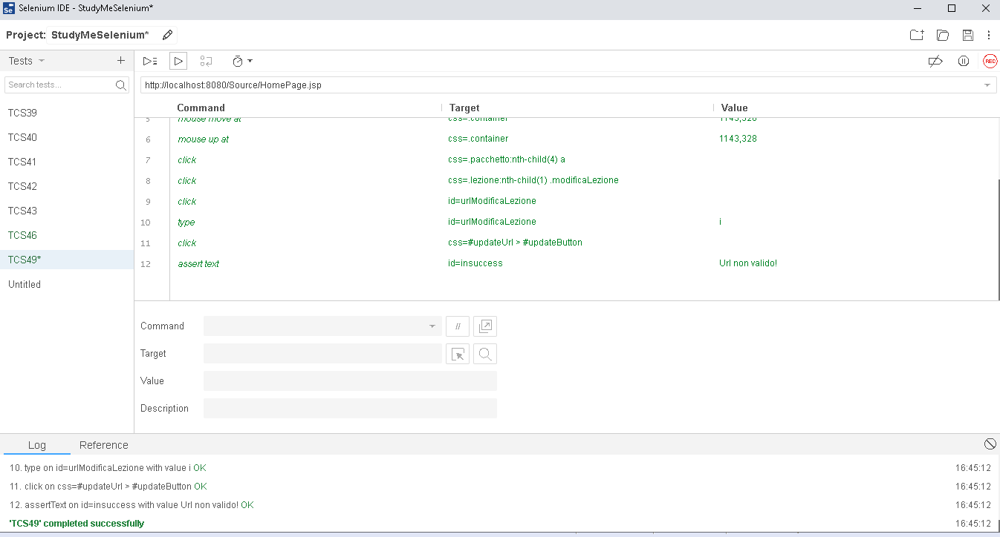 Selenium IDE - StudyMeSelenium*
Project: StudyMeSelenium*
Tests
REC
Search tests...
http://localhost:8080/Source/HomePage.jsp
Command Target Value
TCS39
TCS40
TCS41
TCS42
TCS43
TCS46
TCS49*
Untitled
5 mouse move at css=.container 1143,328
6 mouse up at css=.container 1143,328
7 click css=.pacchetto:nth-child(4) a
8 click css=.lezione:nth-child(1) .modificaLezione
9 click id=urlModificaLezione
10 type id=urlModificaLezione i
11 click css=#updateUrl > #updateButton
12 assert text id=insuccess Url non valido!
Command //
Target
Value
Description
Log Reference
10. type on id=urlModificaLezione with value i OK 16:45:12
11. click on css=#updateUrl > #updateButton OK 16:45:12
12. assertText on id=insuccess with value Url non valido! OK 16:45:12
'TCS49' completed successfully 16:45:12